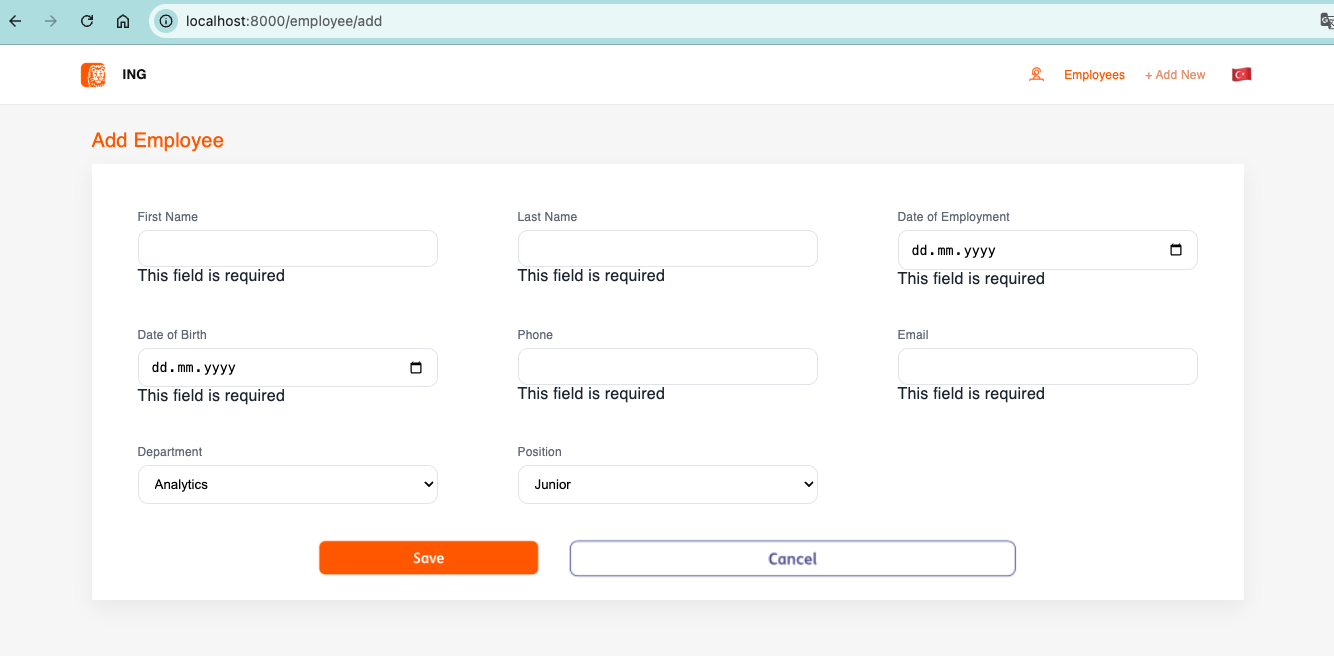 localhost:8000/employee/add
ING
Employees
+ Add New
Add Employee
First Name
Last Name
Date of Employment
dd.mm.yyyy
This field is required
This field is required
This field is required
Date of Birth
Phone
Email
dd.mm.yyyy
This field is required
This field is required
This field is required
Department
Position
Analytics
Junior
Save
Cancel